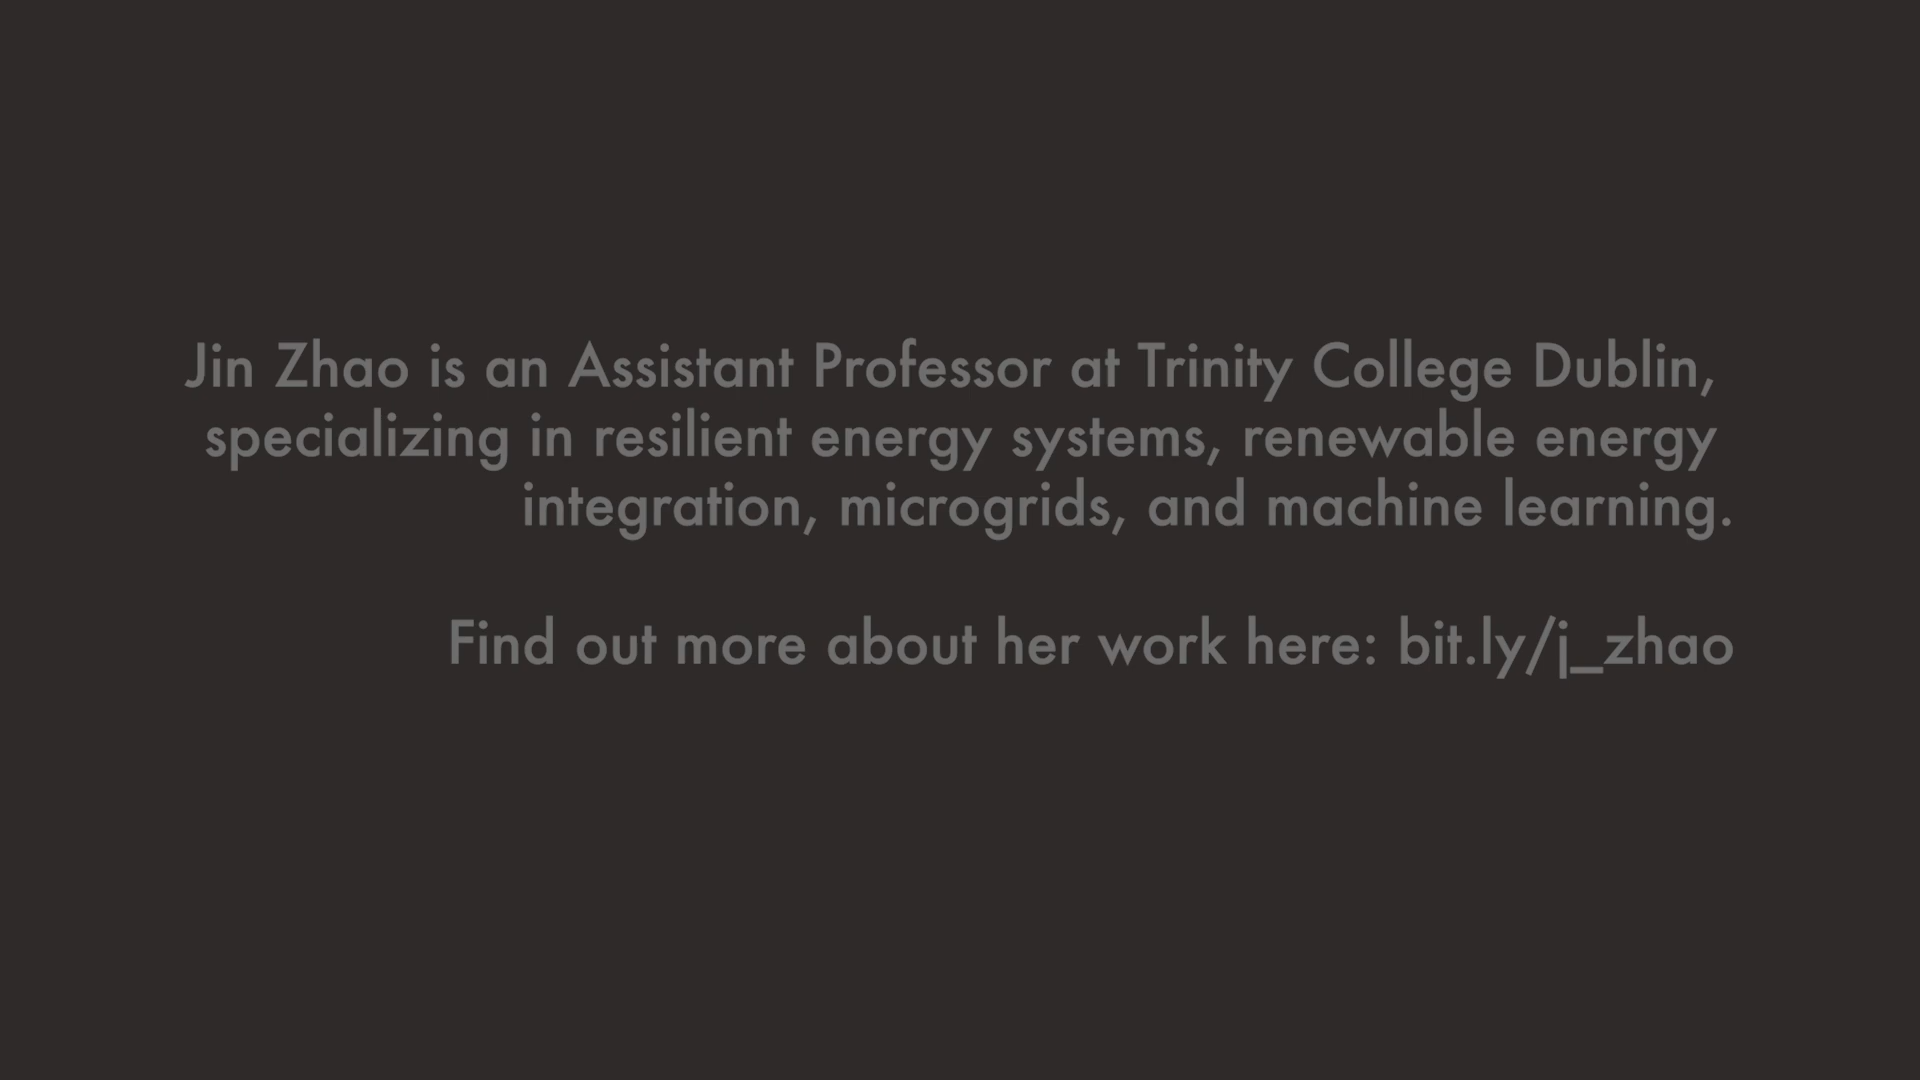 Jin Zhao is an Assistant Professor at Trinity College Dublin,
specializing in resilient energy systems, renewable energy
integration, microgrids, and machine learning.
Find out more about her work here: bit.ly/j_zhao